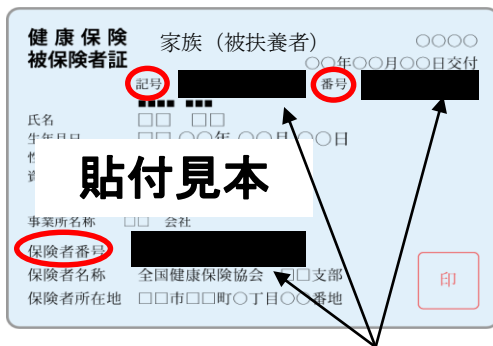 健康保険 家族（被扶養者） ○○○○
被保険者証 ○○年○○月○○日交付
記号 番号
氏名 □□ □□
生年月日 □□ ○○年 ○○月 ○○日
貼付見本
事業所名称 □□ 会社
保険者番号
保険者名称 全国健康保険協会 □□支部
保険者所在地 □□市□□町○丁目○○番地
印